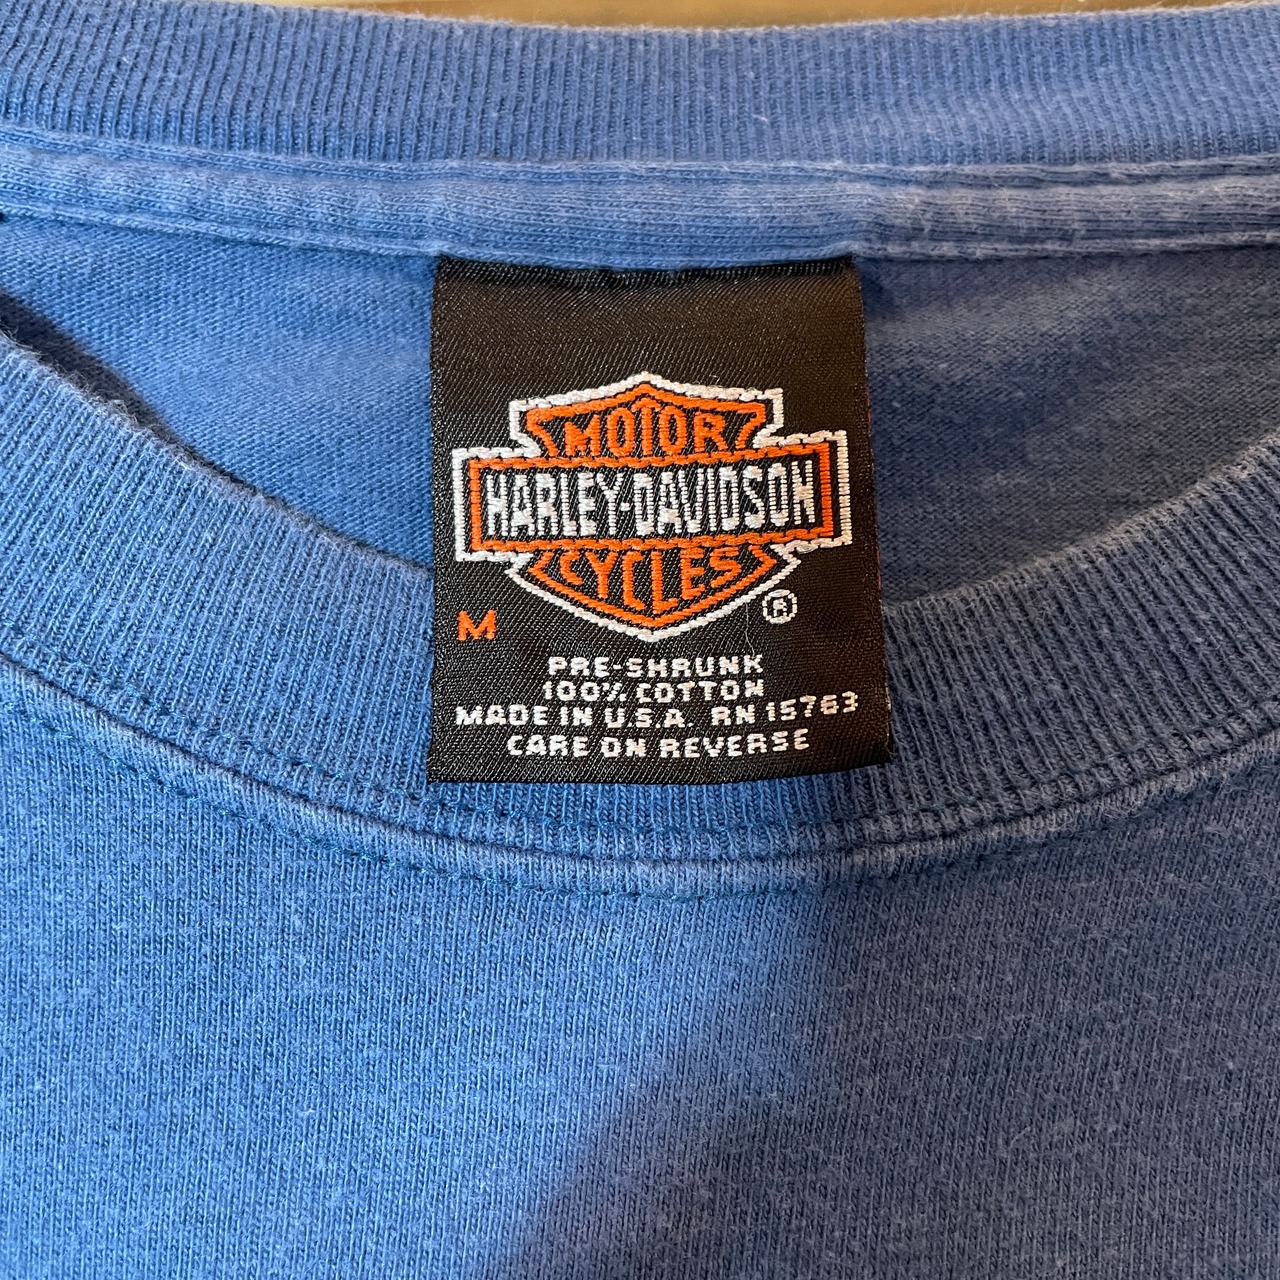 MOTOR
HARLEY-DAVIDSON
CYCLES
M ®
PRE-SHRUNK
100% COTTON
MADE IN U.S.A. RN 15763
CARE ON REVERSE